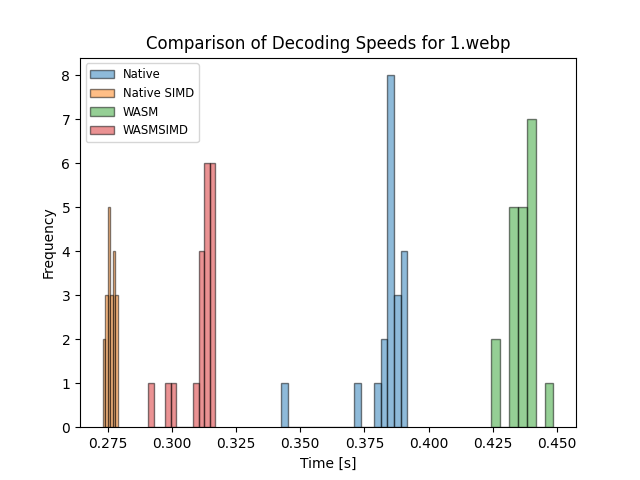 Comparison of Decoding Speeds for 1.webp
Native
Native SIMD
WASM
WASMSIMD
8
7
6
5
4
3
2
1
0
Frequency
0.275 0.300 0.325 0.350 0.375 0.400 0.425 0.450
Time [s]